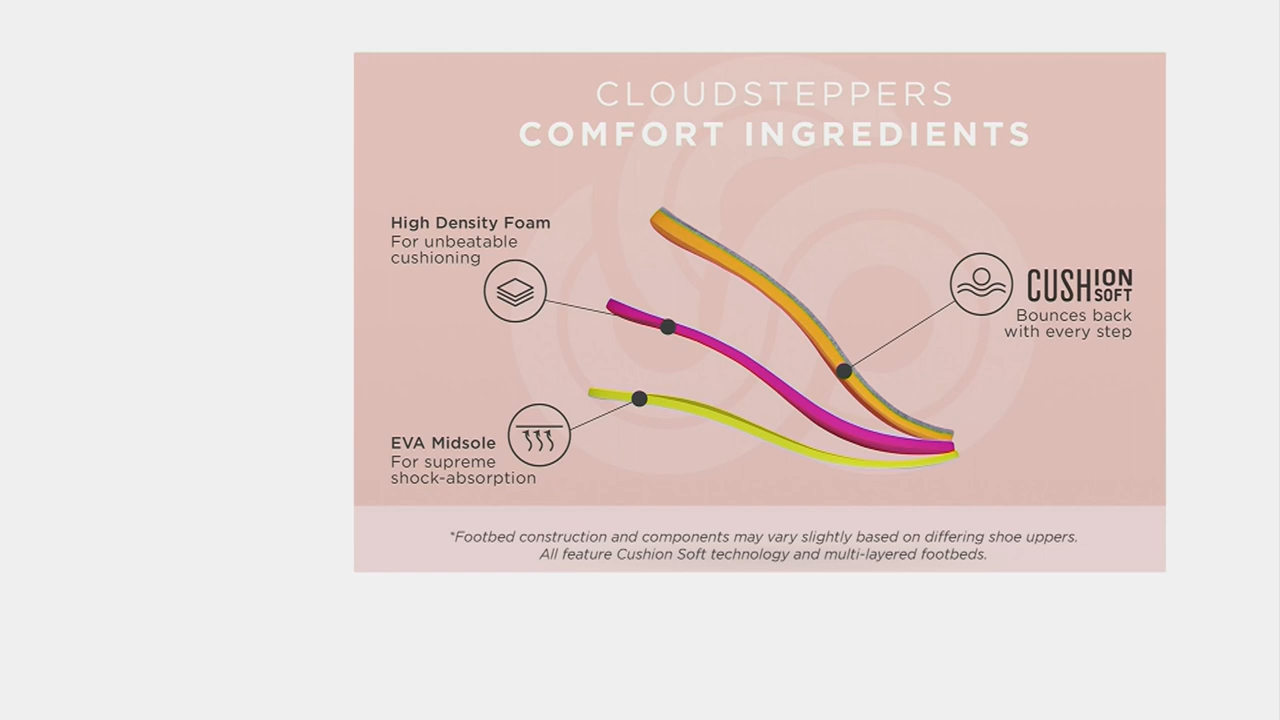 CLOUDSTEPPERS
COMFORT INGREDIENTS
High Density Foam
For unbeatable
cushioning
CUSHION SOFT
Bounces back
with every step
EVA Midsole
For supreme
shock-absorption
*Footbed construction and components may vary slightly based on differing shoe uppers.
All feature Cushion Soft technology and multi-layered footbeds.